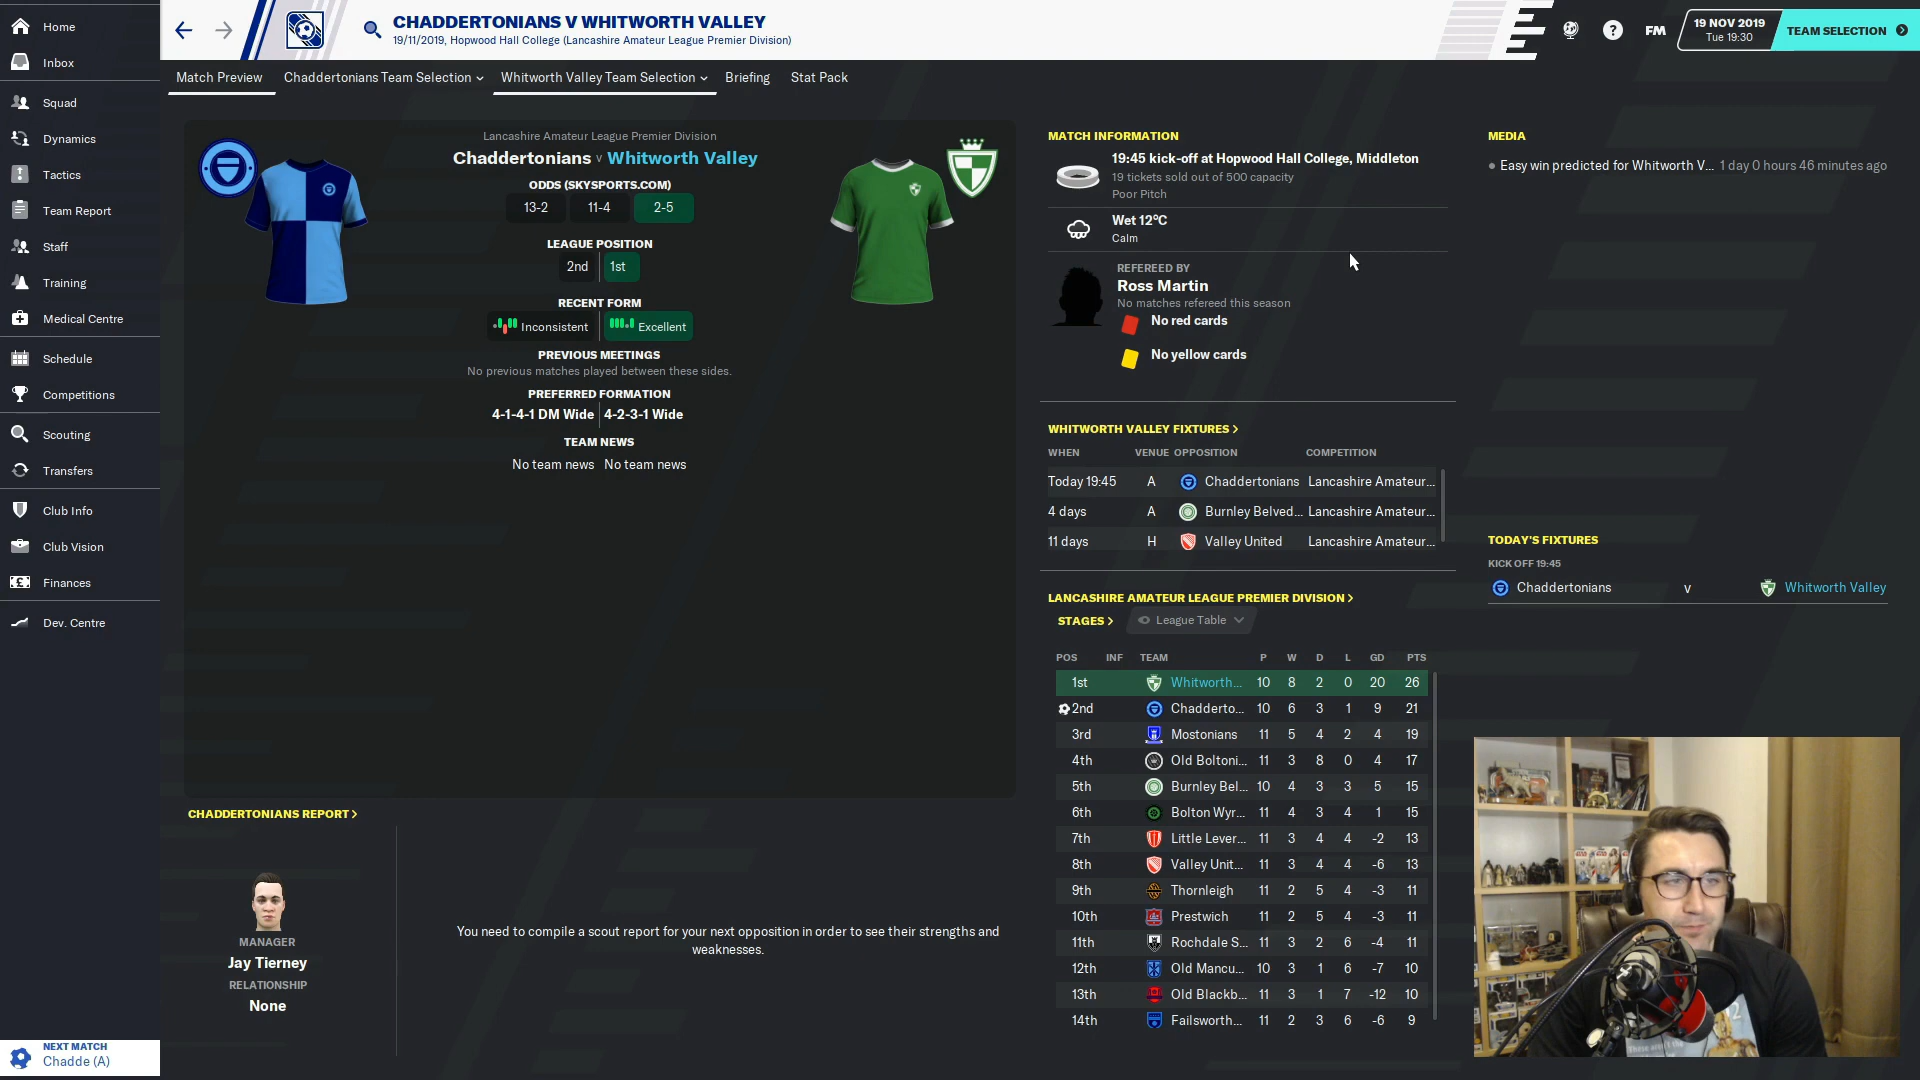 Home
Inbox
Squad
Dynamics
Tactics
Team Report
Staff
Training
Medical Centre
Schedule
Competitions
Scouting
Transfers
Club Info
Club Vision
Finances
Dev. Centre
NEXT MATCH
Chadde (A)
CHADDERTONIANS V WHITWORTH VALLEY
19/11/2019, Hopwood Hall College (Lancashire Amateur League Premier Division)
?
FM
19 NOV 2019
Tue 19:30
TEAM SELECTION
Match Preview Chaddertonians Team Selection Whitworth Valley Team Selection Briefing Stat Pack
Lancashire Amateur League Premier Division
Chaddertonians v Whitworth Valley
ODDS (SKYSPORTS.COM)
13-2 11-4 2-5
LEAGUE POSITION
2nd 1st
RECENT FORM
Inconsistent Excellent
PREVIOUS MEETINGS
No previous matches played between these sides.
PREFERRED FORMATION
4-1-4-1 DM Wide 4-2-3-1 Wide
TEAM NEWS
No team news No team news
CHADDERTONIANS REPORT >
MANAGER
Jay Tierney
RELATIONSHIP
None
You need to compile a scout report for your next opposition in order to see their strengths and
weaknesses.
MATCH INFORMATION
19:45 kick-off at Hopwood Hall College, Middleton
19 tickets sold out of 500 capacity
Poor Pitch
Wet 12°C
Calm
REFEREED BY
Ross Martin
No matches refereed this season
No red cards
No yellow cards
WHITWORTH VALLEY FIXTURES >
WHEN VENUE OPPOSITION COMPETITION
Today 19:45 A Chaddertonians Lancashire Amateur...
4 days A Burnley Belved... Lancashire Amateur...
11 days H Valley United Lancashire Amateur...
LANCASHIRE AMATEUR LEAGUE PREMIER DIVISION >
STAGES > League Table
POS INF TEAM P W D L GD PTS
1st Whitworth... 10 8 2 0 20 26
2nd Chadderto... 10 6 3 1 9 21
3rd Mostonians 11 5 4 2 4 19
4th Old Boltoni... 11 3 8 0 4 17
5th Burnley Bel... 10 4 3 3 5 15
6th Bolton Wyr... 11 4 3 4 1 15
7th Little Lever... 11 3 4 4 -2 13
8th Valley Unit... 11 3 4 4 -6 13
9th Thornleigh 11 2 5 4 -3 11
10th Prestwich 11 2 5 4 -3 11
11th Rochdale S... 11 3 2 6 -4 11
12th Old Mancu... 10 3 1 6 -7 10
13th Old Blackb... 11 3 1 7 -12 10
14th Failsworth... 11 2 3 6 -6 9
MEDIA
Easy win predicted for Whitworth V... 1 day 0 hours 46 minutes ago
TODAY'S FIXTURES
KICK OFF 19:45
Chaddertonians v Whitworth Valley